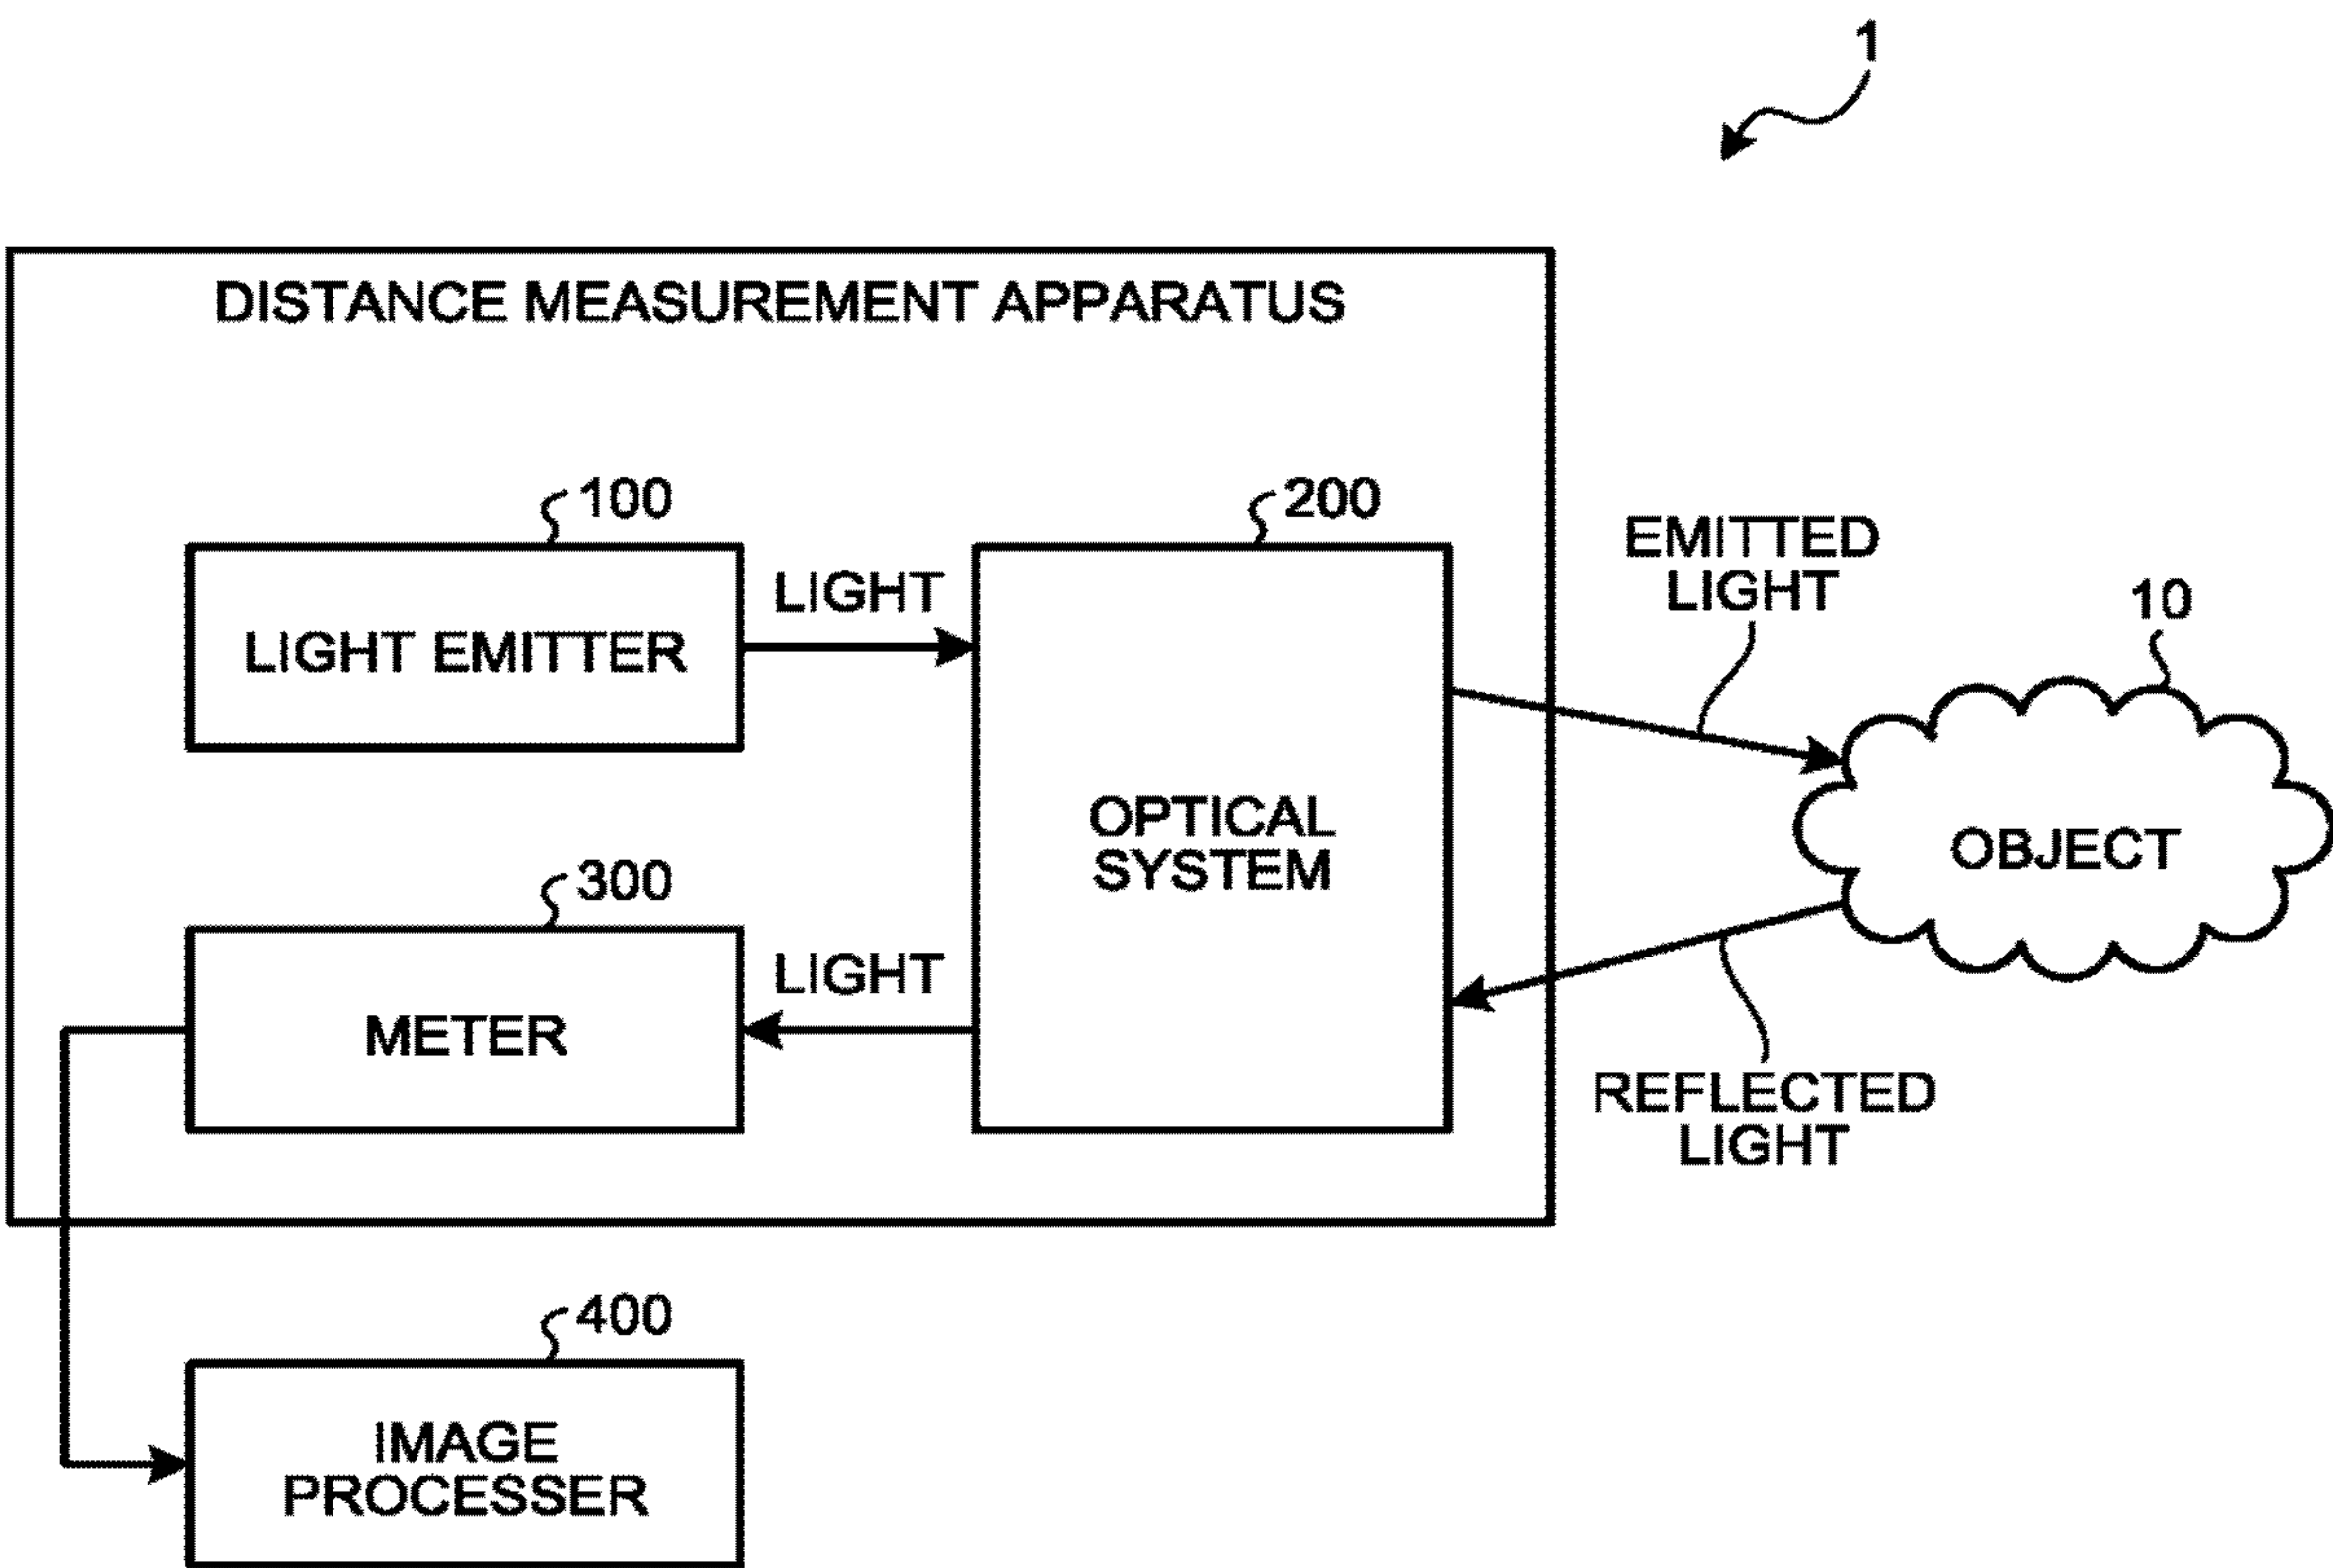 1
DISTANCE MEASUREMENT APPARATUS
100
LIGHT EMITTER
LIGHT
200
OPTICAL
SYSTEM
EMITTED
LIGHT
10
OBJECT
300
METER
LIGHT
REFLECTED
LIGHT
400
IMAGE
PROCESSER